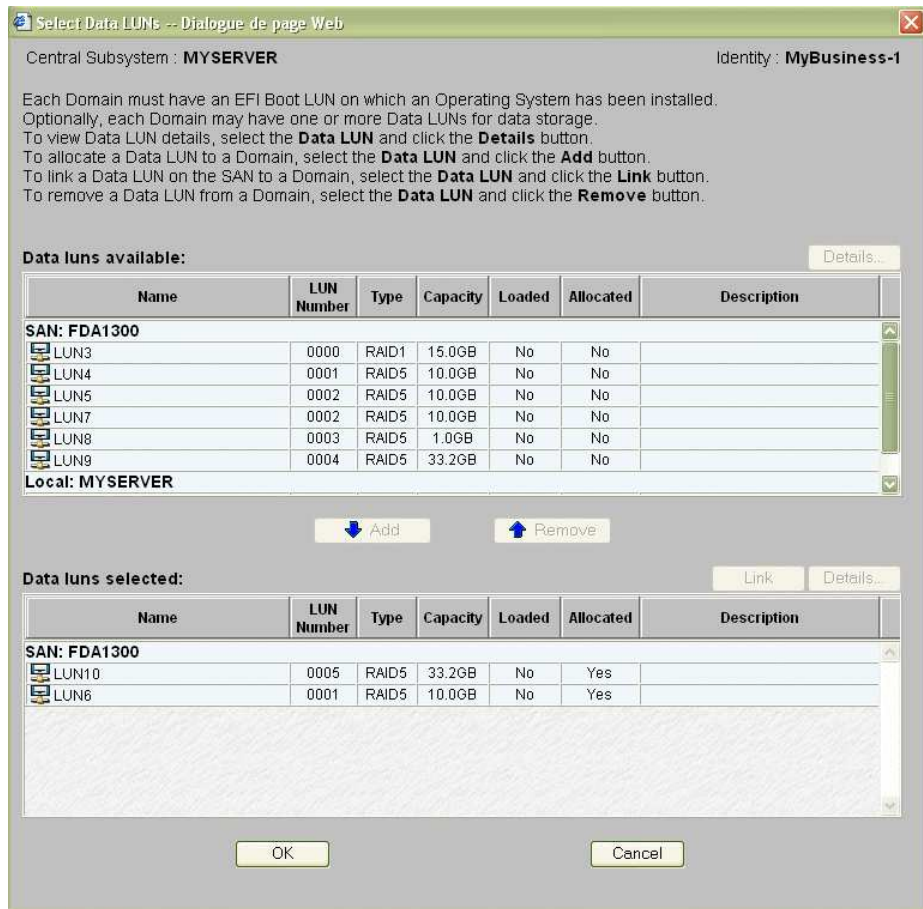 Select Data LUNs -- Dialogue de page Web
Central Subsystem : MYSERVER Identity : MyBusiness-1
Each Domain must have an EFI Boot LUN on which an Operating System has been installed.
Optionally, each Domain may have one or more Data LUNs for data storage.
To view Data LUN details, select the Data LUN and click the Details button.
To allocate a Data LUN to a Domain, select the Data LUN and click the Add button.
To link a Data LUN on the SAN to a Domain, select the Data LUN and click the Link button.
To remove a Data LUN from a Domain, select the Data LUN and click the Remove button.
Data luns available: Details...
Name LUN Number Type Capacity Loaded Allocated Description
SAN: FDA1300
LUN3 0000 RAID1 15.0GB No No
LUN4 0001 RAID5 10.0GB No No
LUN5 0002 RAID5 10.0GB No No
LUN7 0002 RAID5 10.0GB No No
LUN8 0003 RAID5 1.0GB No No
LUN9 0004 RAID5 33.2GB No No
Local: MYSERVER
Add Remove
Data luns selected: Link Details...
Name LUN Number Type Capacity Loaded Allocated Description
SAN: FDA1300
LUN10 0005 RAID5 33.2GB No Yes
LUN6 0001 RAID5 10.0GB No Yes
OK Cancel